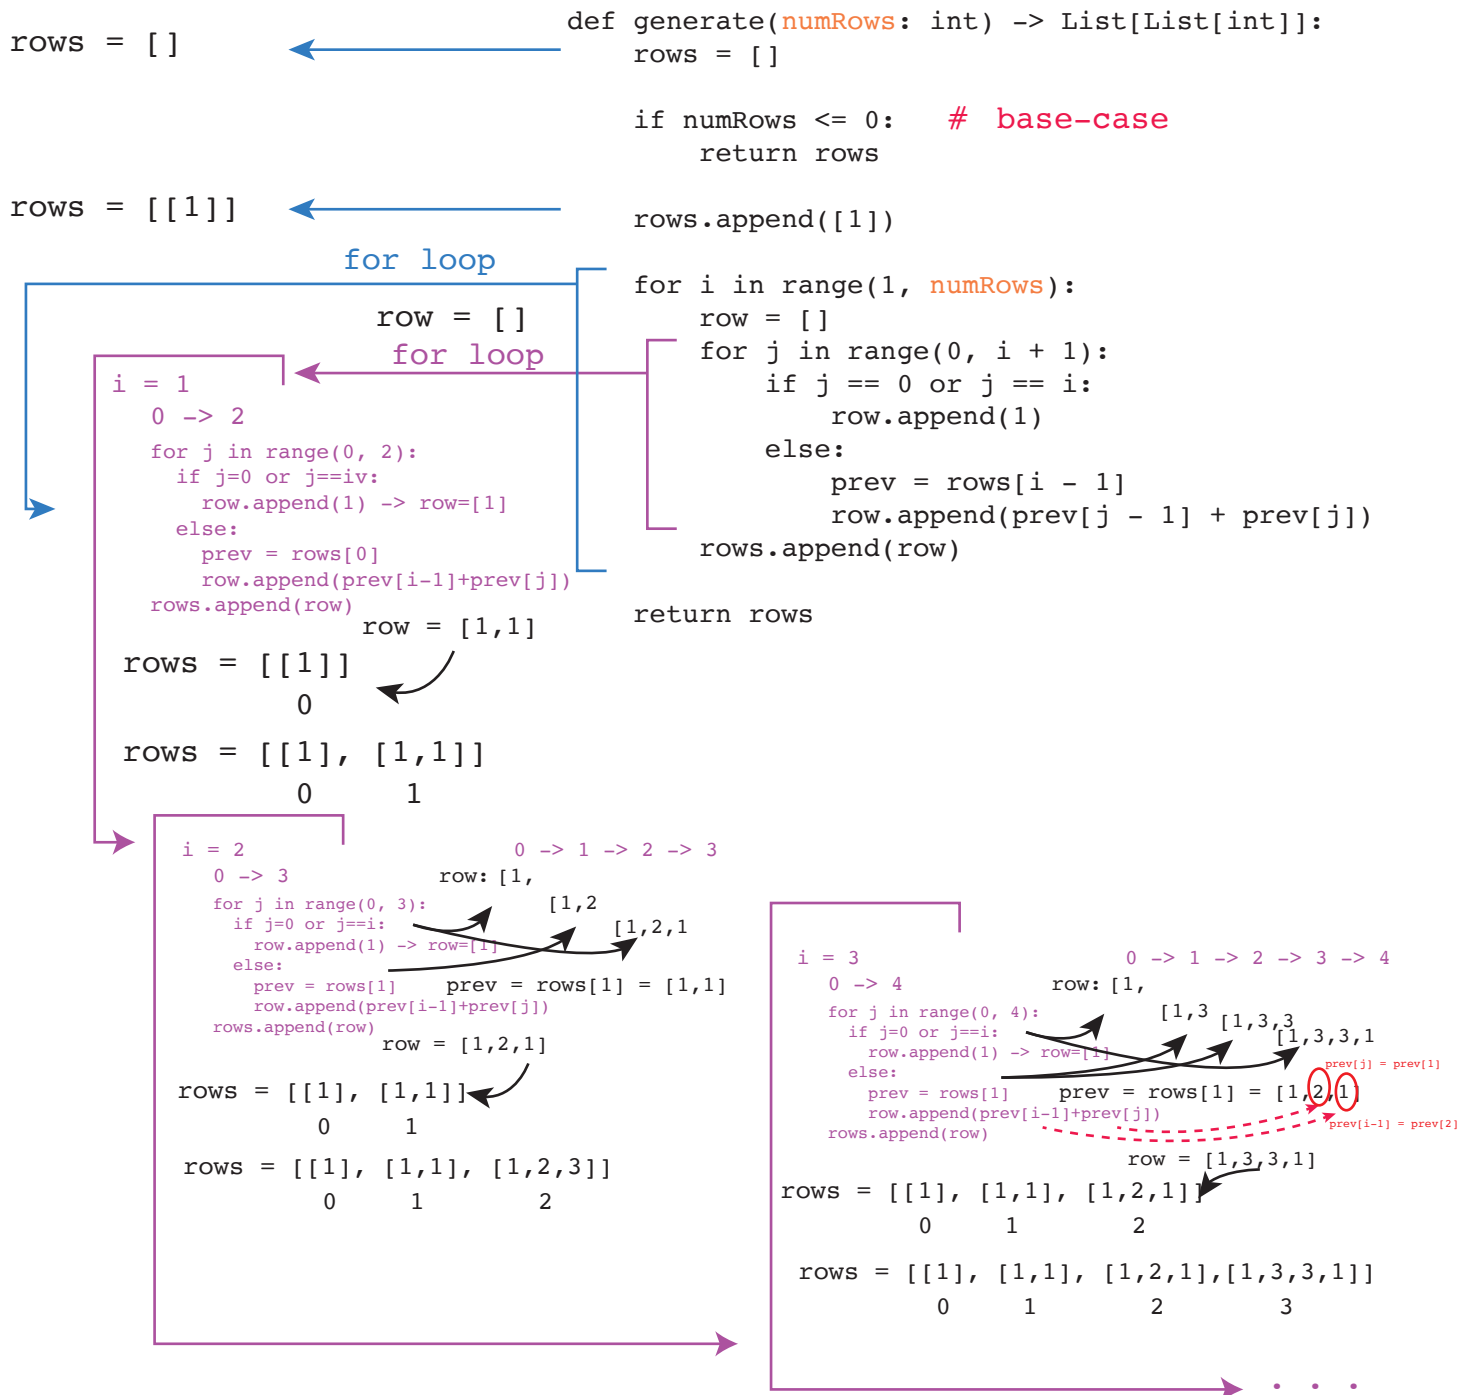 def generate(numRows: int) -> List[List[int]]:
rows = []
rows = []
if numRows <= 0: # base-case
return rows
rows = [[1]]
rows.append([1])
for loop
for i in range(1, numRows):
row = []
row = []
for loop
for j in range(0, i + 1):
if j == 0 or j == i:
row.append(1)
else:
prev = rows[i - 1]
row.append(prev[j - 1] + prev[j])
rows.append(row)
return rows
i = 1
0 -> 2
for j in range(0, 2):
if j=0 or j==iv:
row.append(1) -> row=[1]
else:
prev = rows[0]
row.append(prev[i-1]+prev[j])
rows.append(row)
row = [1,1]
rows = [[1]]
0
rows = [[1], [1,1]]
0 1
i = 2
0 -> 1 -> 2 -> 3
0 -> 3
row: [1,
for j in range(0, 3):
[1,2
if j=0 or j==i:
[1,2,1
row.append(1) -> row=[1]
else:
prev = rows[1]
prev = rows[1] = [1,1]
row.append(prev[i-1]+prev[j])
rows.append(row)
row = [1,2,1]
rows = [[1], [1,1]]
0 1
rows = [[1], [1,1], [1,2,3]]
0 1 2
i = 3
0 -> 1 -> 2 -> 3 -> 4
0 -> 4
row: [1,
for j in range(0, 4):
[1,3
[1,3,3
if j=0 or j==i:
[1,3,3,1
row.append(1) -> row=[1]
else:
prev[j] = prev[1]
prev = rows[1]
prev = rows[1] = [1,2,1]
row.append(prev[i-1]+prev[j])
prev[i-1] = prev[2]
rows.append(row)
row = [1,3,3,1]
rows = [[1], [1,1], [1,2,1]]
0 1 2
rows = [[1], [1,1], [1,2,1],[1,3,3,1]]
0 1 2 3
. . .